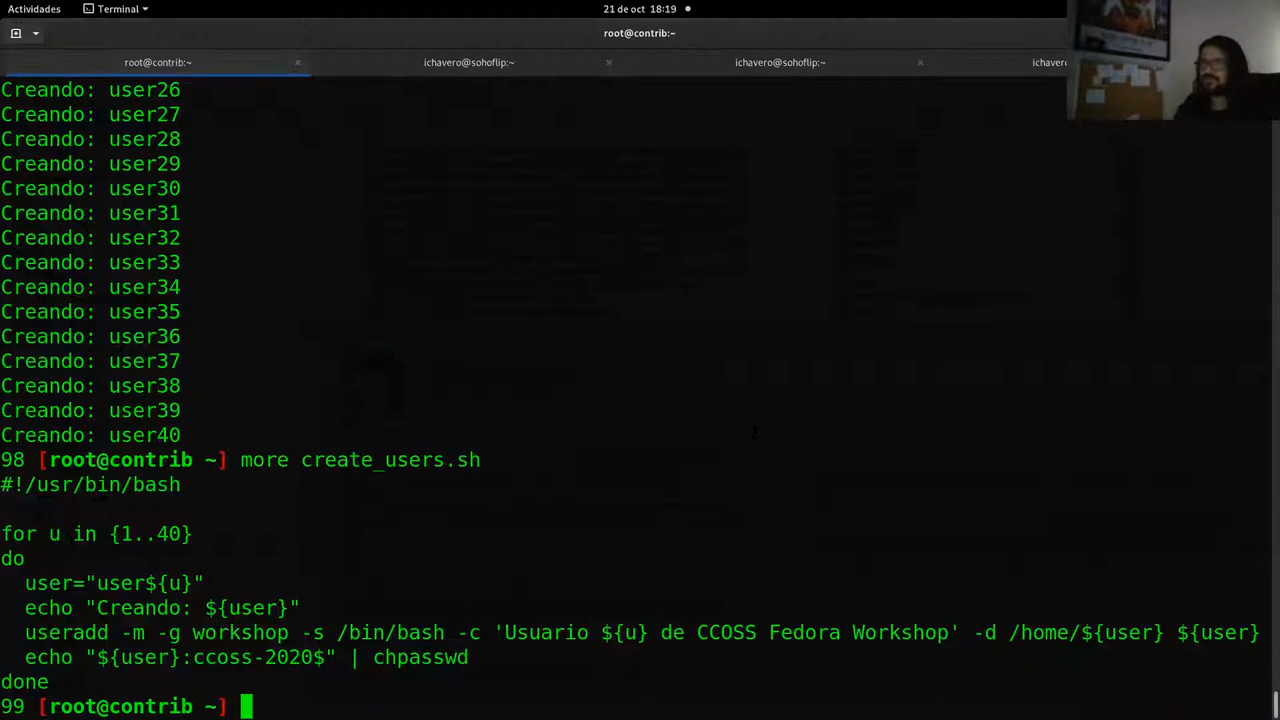 Actividades
Terminal
21 de oct 18:19
root@contrib:~
root@contrib:~
ichavero@sohoflip:~
ichavero@sohoflip:~
ichavero
Creando: user26
Creando: user27
Creando: user28
Creando: user29
Creando: user30
Creando: user31
Creando: user32
Creando: user33
Creando: user34
Creando: user35
Creando: user36
Creando: user37
Creando: user38
Creando: user39
Creando: user40
98 [root@contrib ~] more create_users.sh
#!/usr/bin/bash
for u in {1..40}
do
user="user${u}"
echo "Creando: ${user}"
useradd -m -g workshop -s /bin/bash -c 'Usuario ${u} de CCOSS Fedora Workshop' -d /home/${user} ${user}
echo "${user}:ccoss-2020$" | chpasswd
done
99 [root@contrib ~]